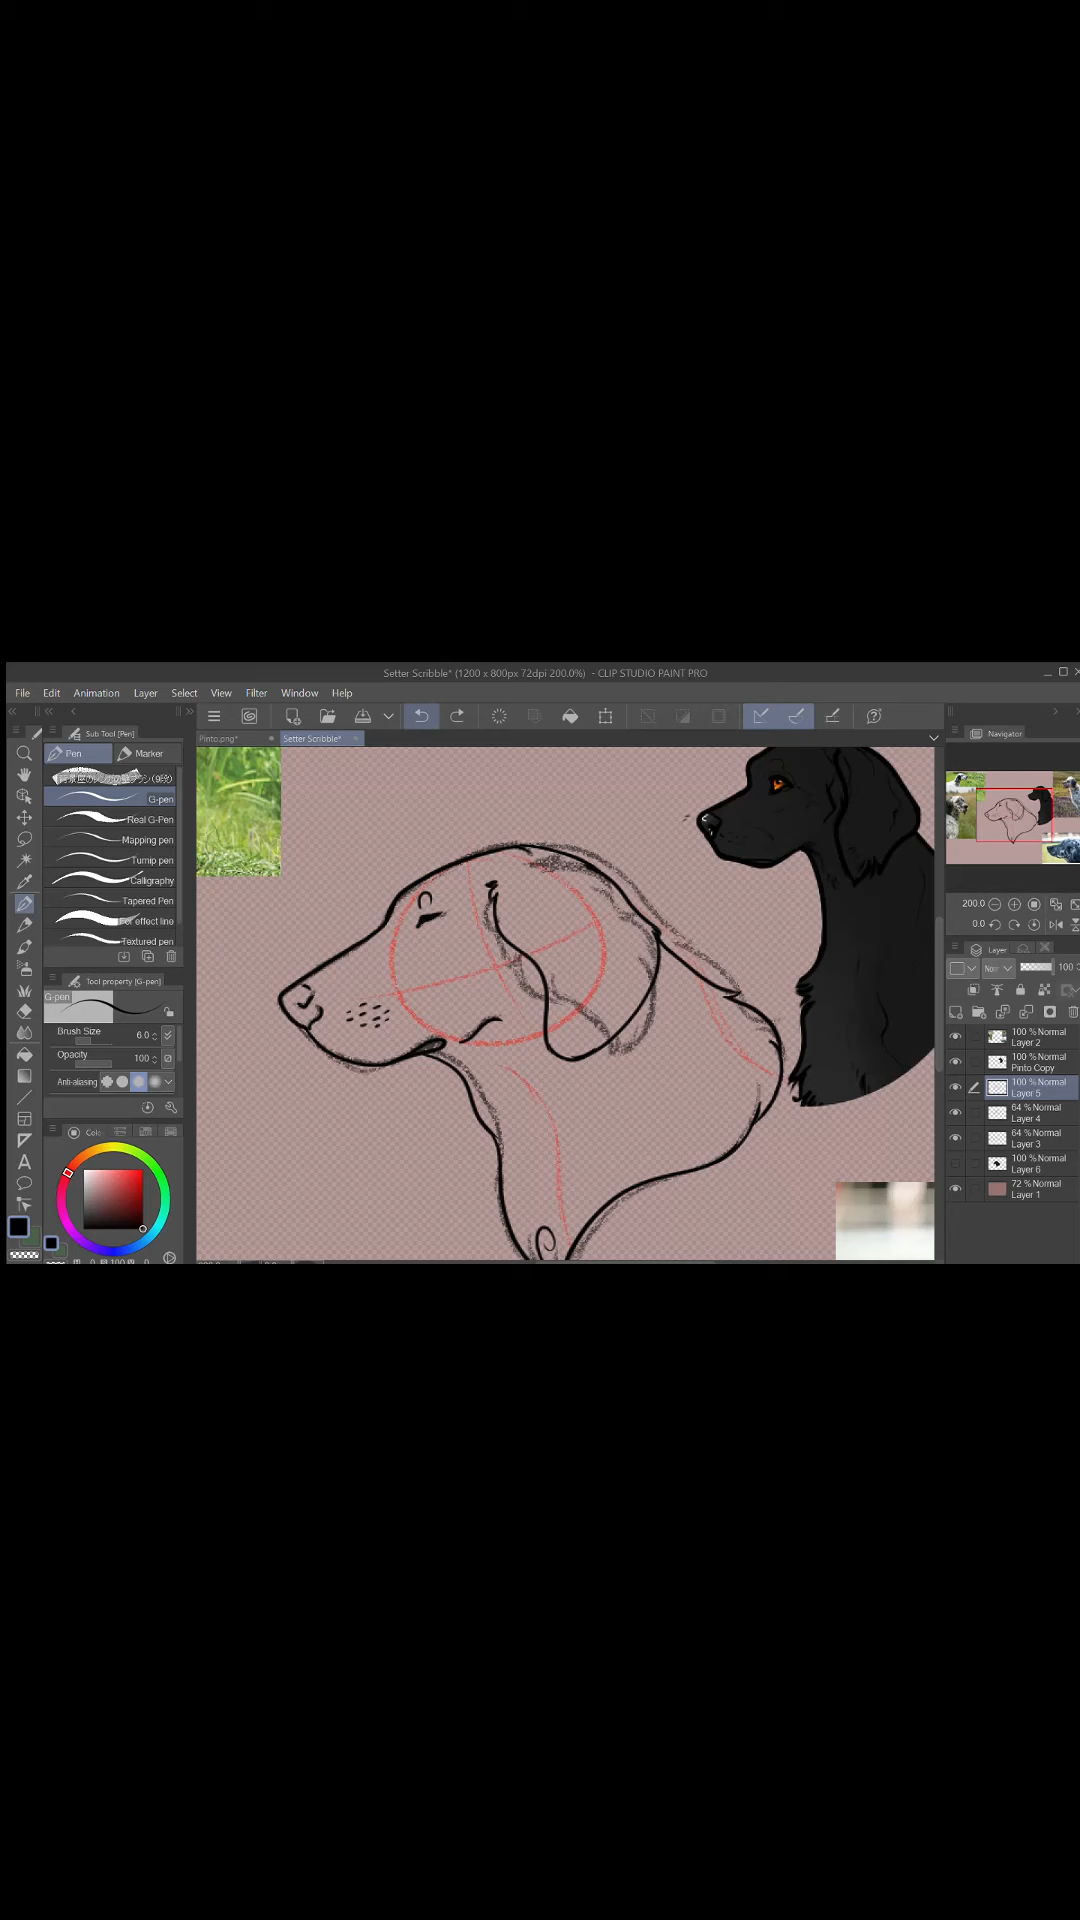 Setter Scribble* (1200 x 800px 72dpi 200.0%) - CLIP STUDIO PAINT PRO
File Edit Animation Layer Select View Filter Window Help
Sub Tool [Pen]
Pen Marker
G-pen
Real G-Pen
Mapping pen
Turnip pen
Calligraphy
Tapered Pen
For effect line
Textured pen
Tool property [G-pen]
G-pen
Brush Size 6.0
Opacity 100
Anti-aliasing
Pinto.png* Setter Scribble*
Navigator
200.0
0.0
Layer
100
100 % Normal
Layer 2
100 % Normal
Pinto Copy
100 % Normal
Layer 5
64 % Normal
Layer 4
64 % Normal
Layer 3
100 % Normal
Layer 6
72 % Normal
Layer 1